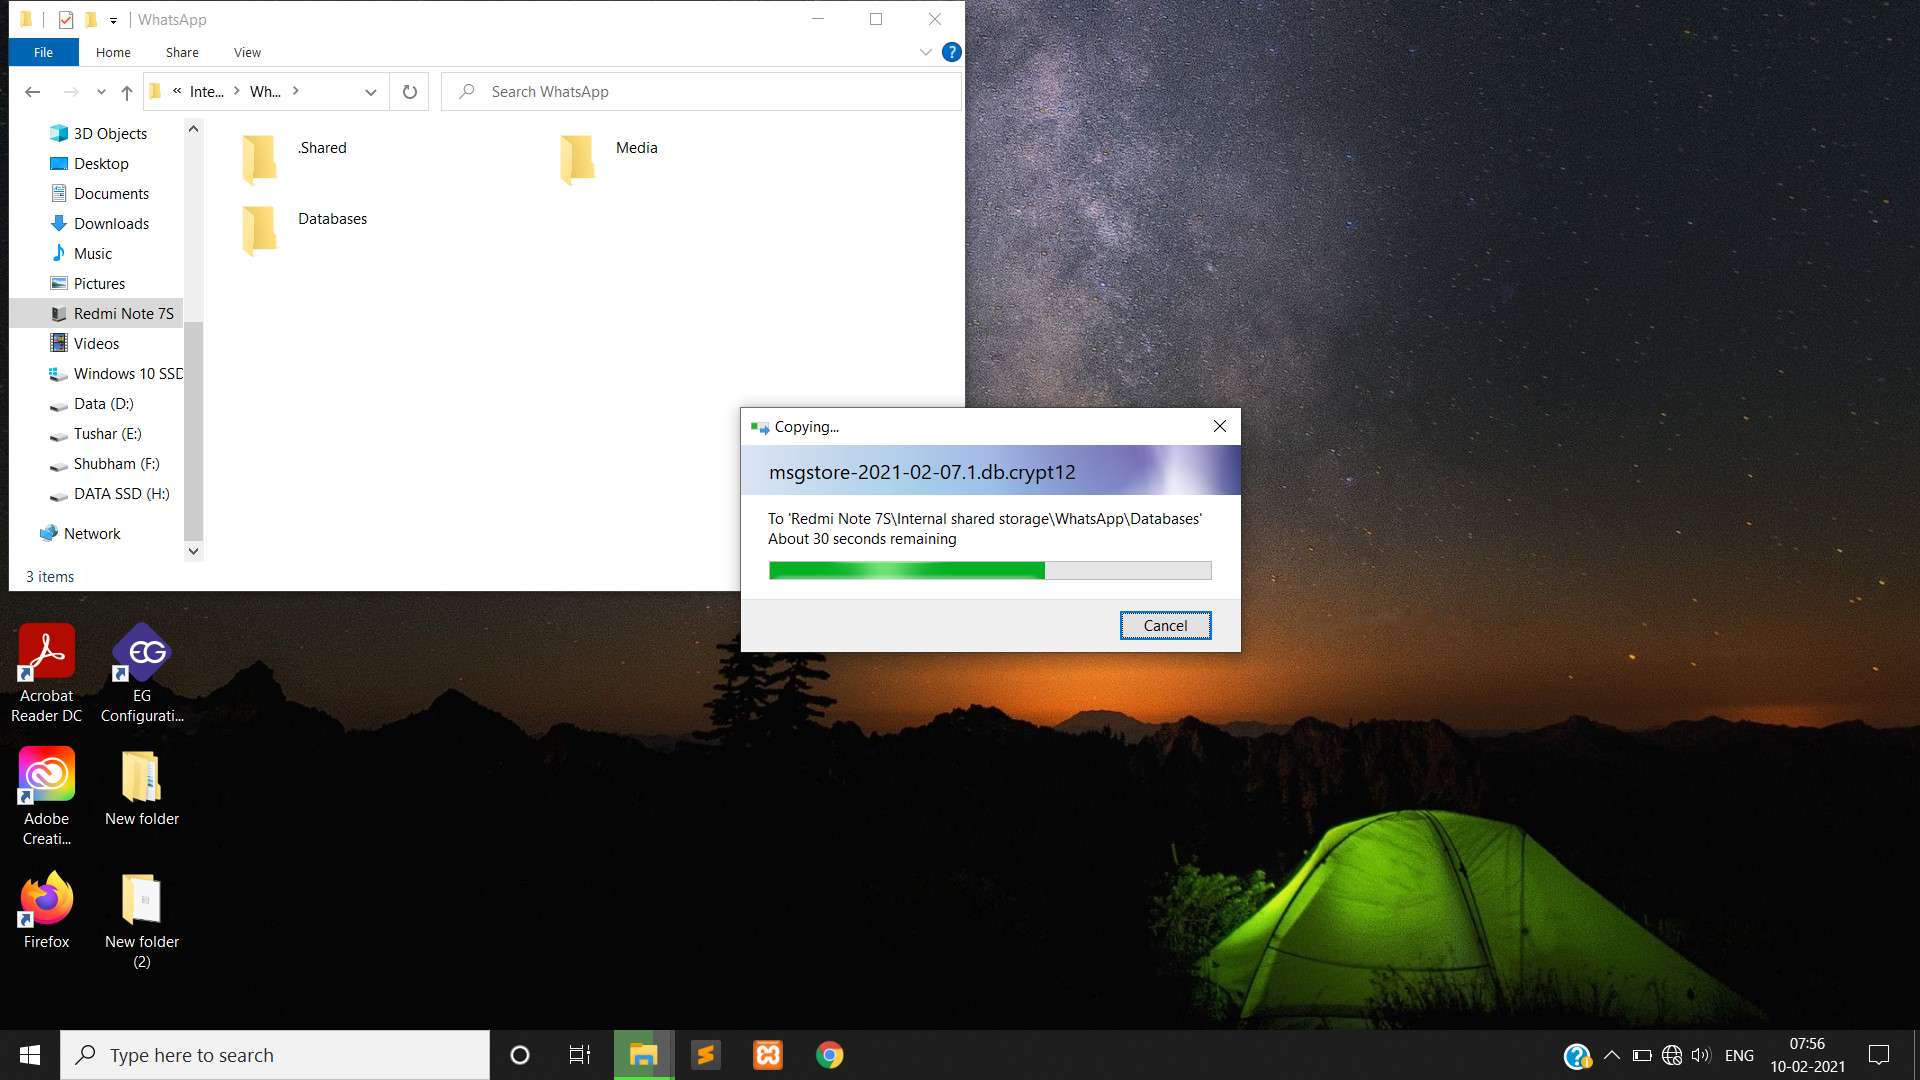 WhatsApp
File
Home
Share
View
Inte...
Wh...
Search WhatsApp
3D Objects
Desktop
Documents
Downloads
Music
Pictures
Redmi Note 7S
Videos
Windows 10 SSD
Data (D:)
Tushar (E:)
Shubham (F:)
DATA SSD (H:)
Network
.Shared
Media
Databases
3 items
Copying...
msgstore-2021-02-07.1.db.crypt12
To 'Redmi Note 7S\Internal shared storage\WhatsApp\Databases'
About 30 seconds remaining
Cancel
Acrobat
Reader DC
EG
EG
Configurati...
Adobe
Creati...
New folder
Firefox
New folder
(2)
Type here to search
ENG
07:56
10-02-2021